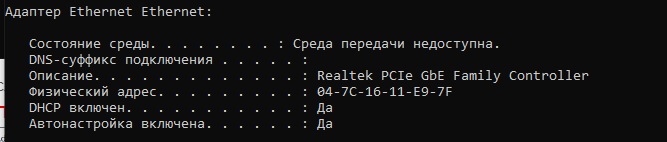 Адаптер Ethernet Ethernet:
Состояние среды. . . . . . . . : Среда передачи недоступна.
DNS-суффикс подключения . . . . . :
Описание. . . . . . . . . . . . . : Realtek PCIe GbE Family Controller
Физический адрес. . . . . . . . . : 04-7C-16-11-E9-7F
DHCP включен. . . . . . . . . . . : Да
Автонастройка включена. . . . . . : Да